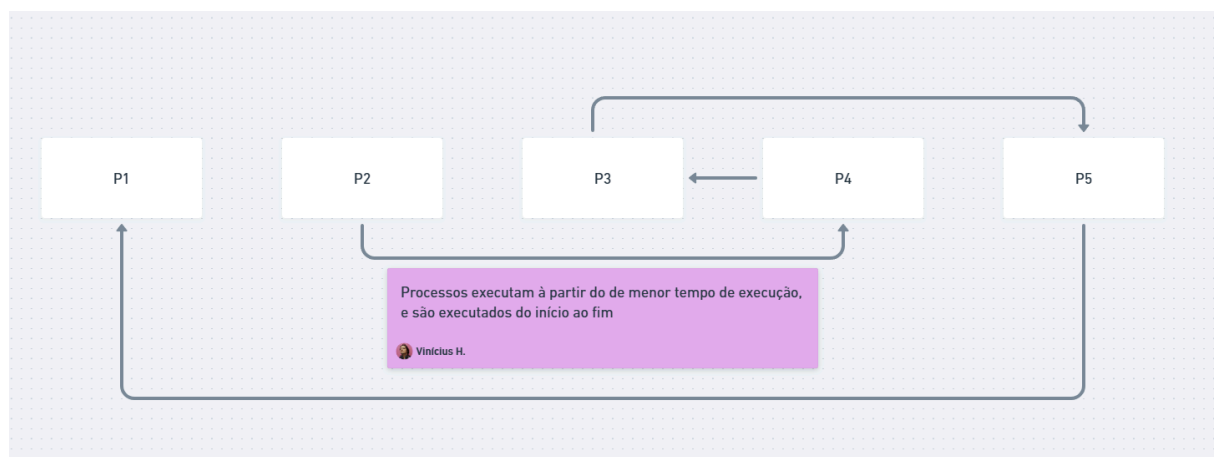 P1
P2
P3
P4
P5
Processos executam à partir do de menor tempo de execução,
e são executados do início ao fim
Vinícius H.